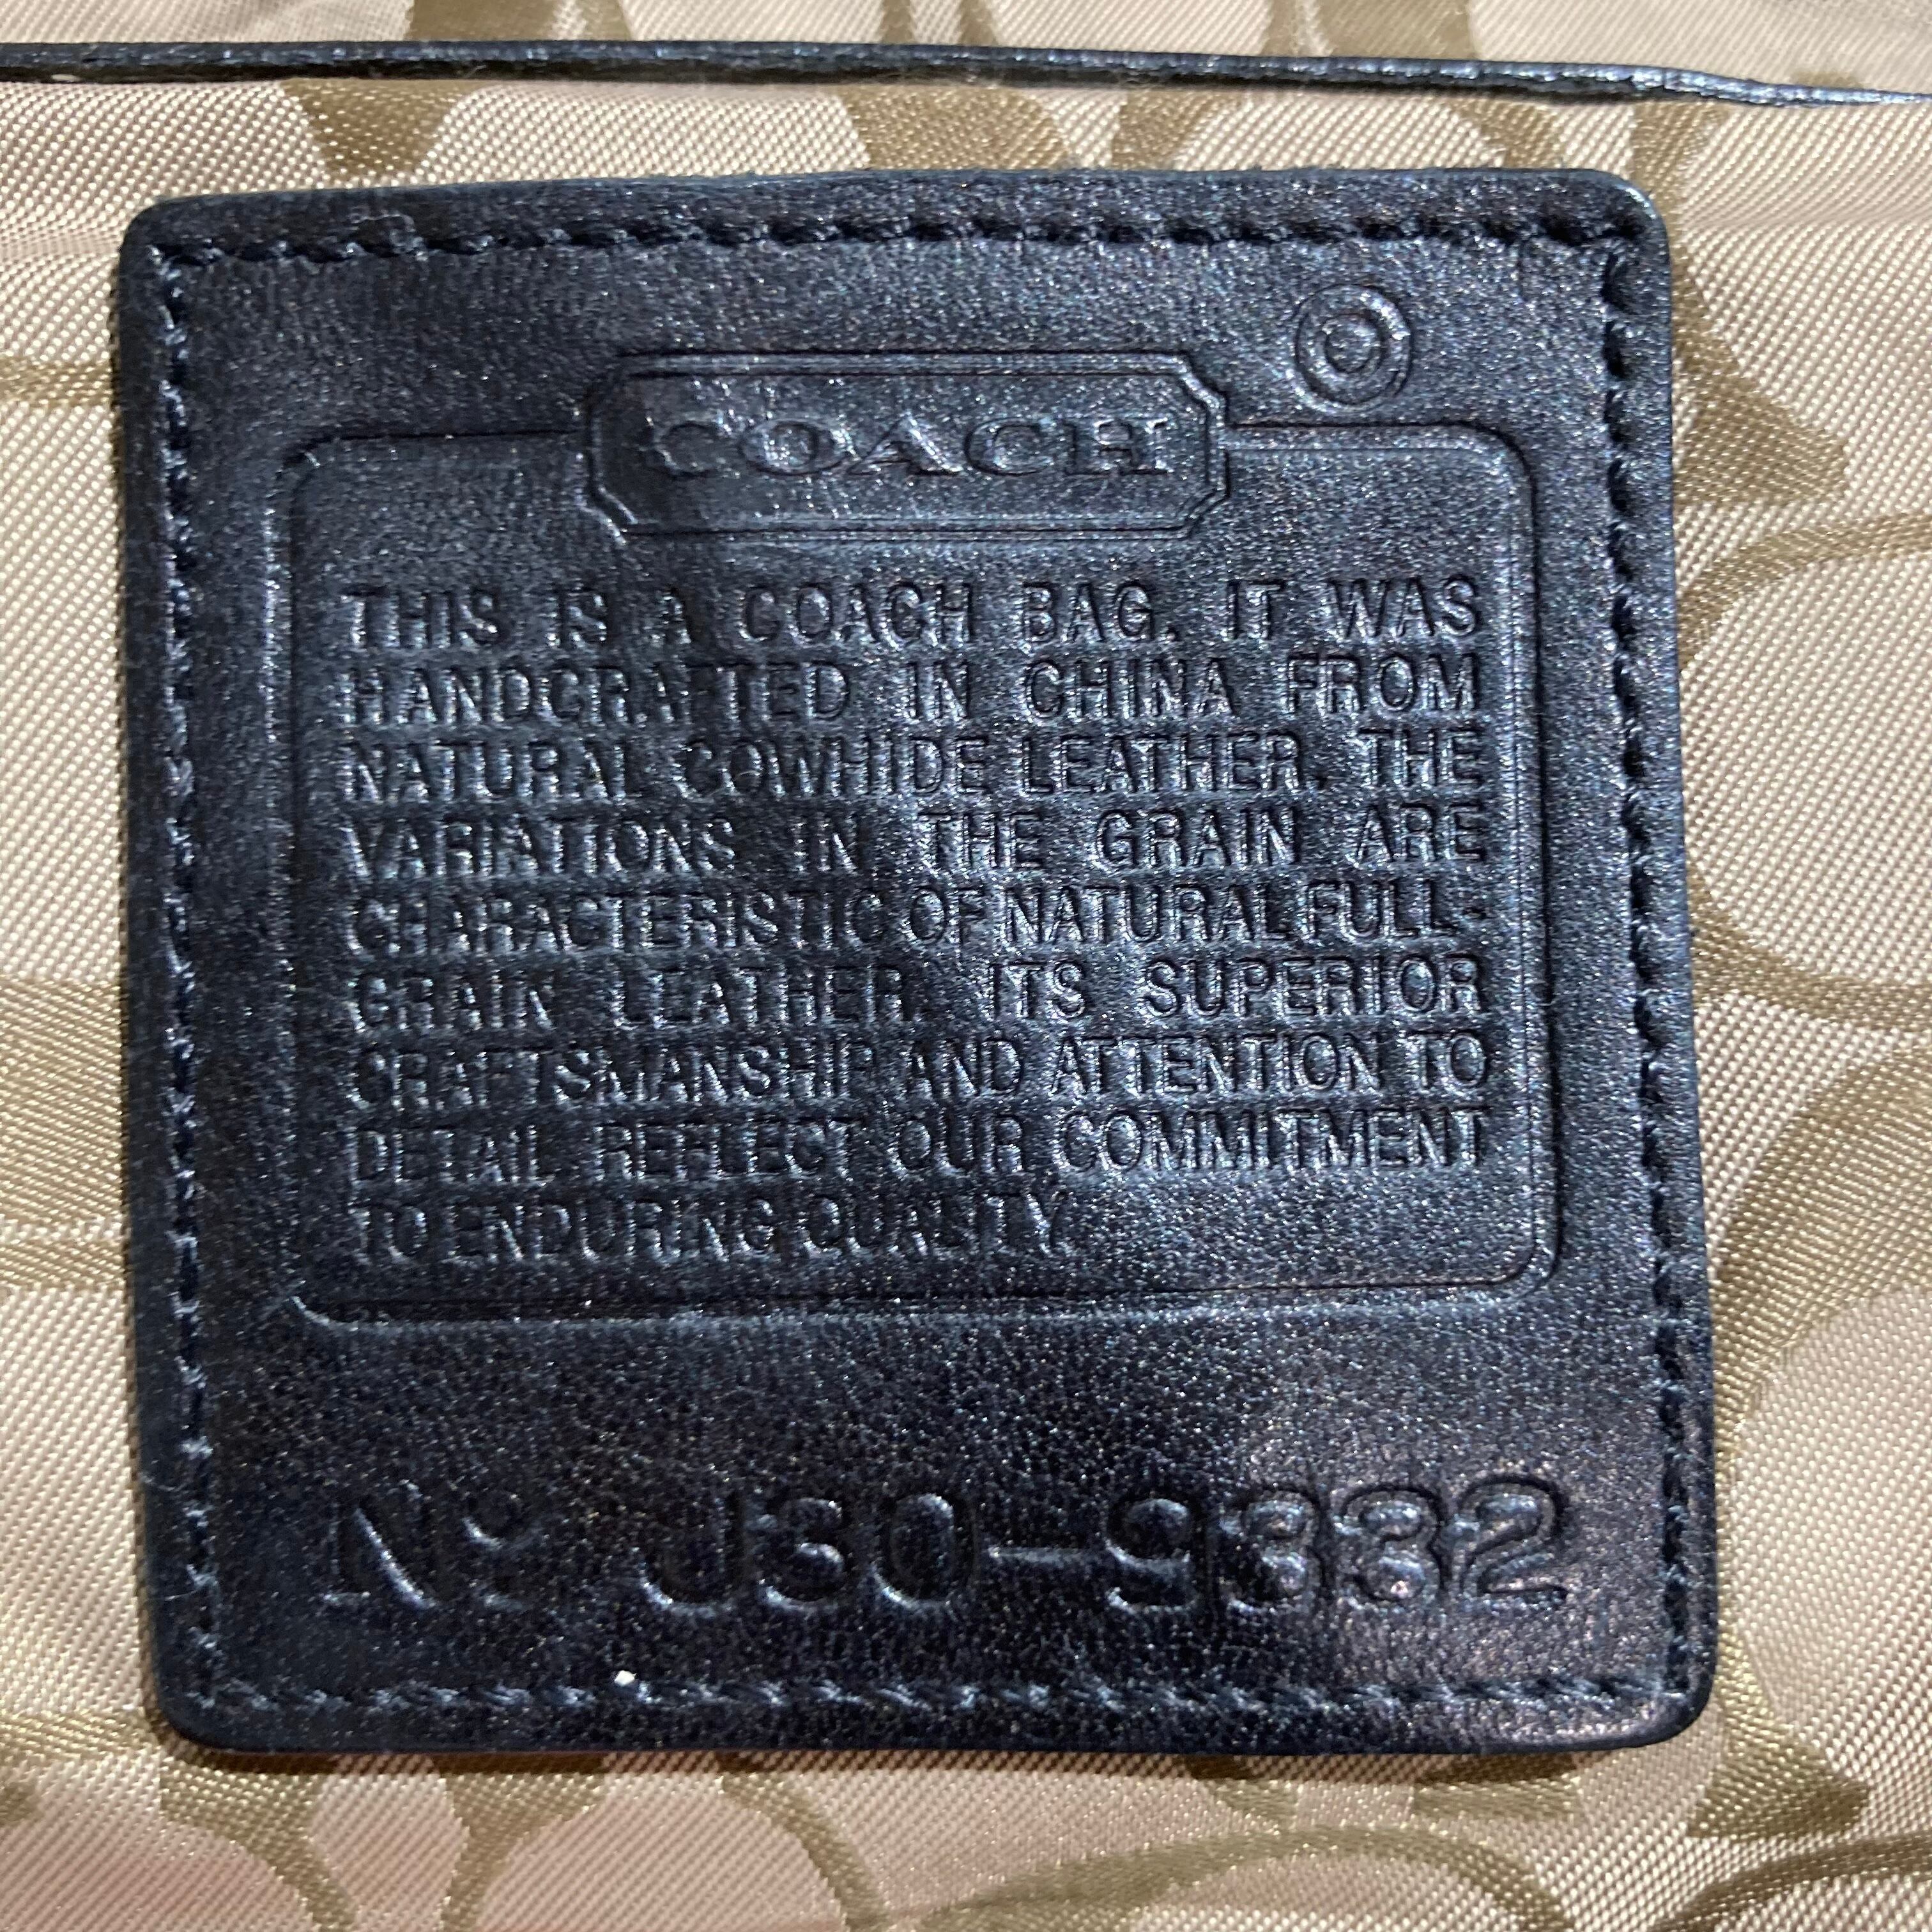 COACH
THIS IS A COACH BAG. IT WAS
HANDCRAFTED IN CHINA FROM
NATURAL COWHIDE LEATHER. THE
VARIATIONS IN THE GRAIN ARE
CHARACTERISTIC OF NATURAL FULL-
GRAIN LEATHER. ITS SUPERIOR
CRAFTSMANSHIP AND ATTENTION TO
DETAIL REFLECT OUR COMMITMENT
TO ENDURING QUALITY.
Nº J3O-9332